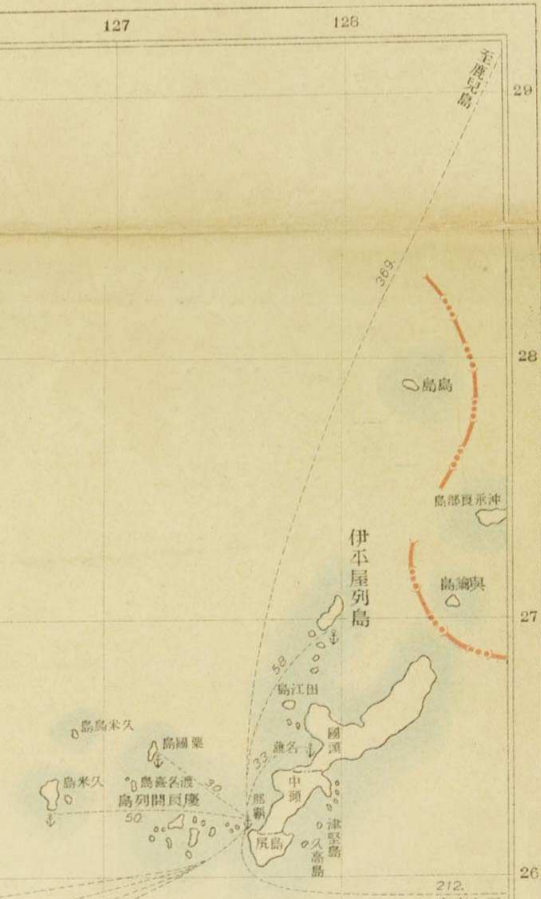 127
128
至鹿兒島
29
369.
28
島鳥
島部良永沖
伊平屋列島
島論與
27
58.
島江田
國頭
島鳥米久
島國粟
護名
33.
中頭
島米久
島喜名渡
30.
島列間良慶
那覇
50.
津堅島
久高島
島尻
26
212.